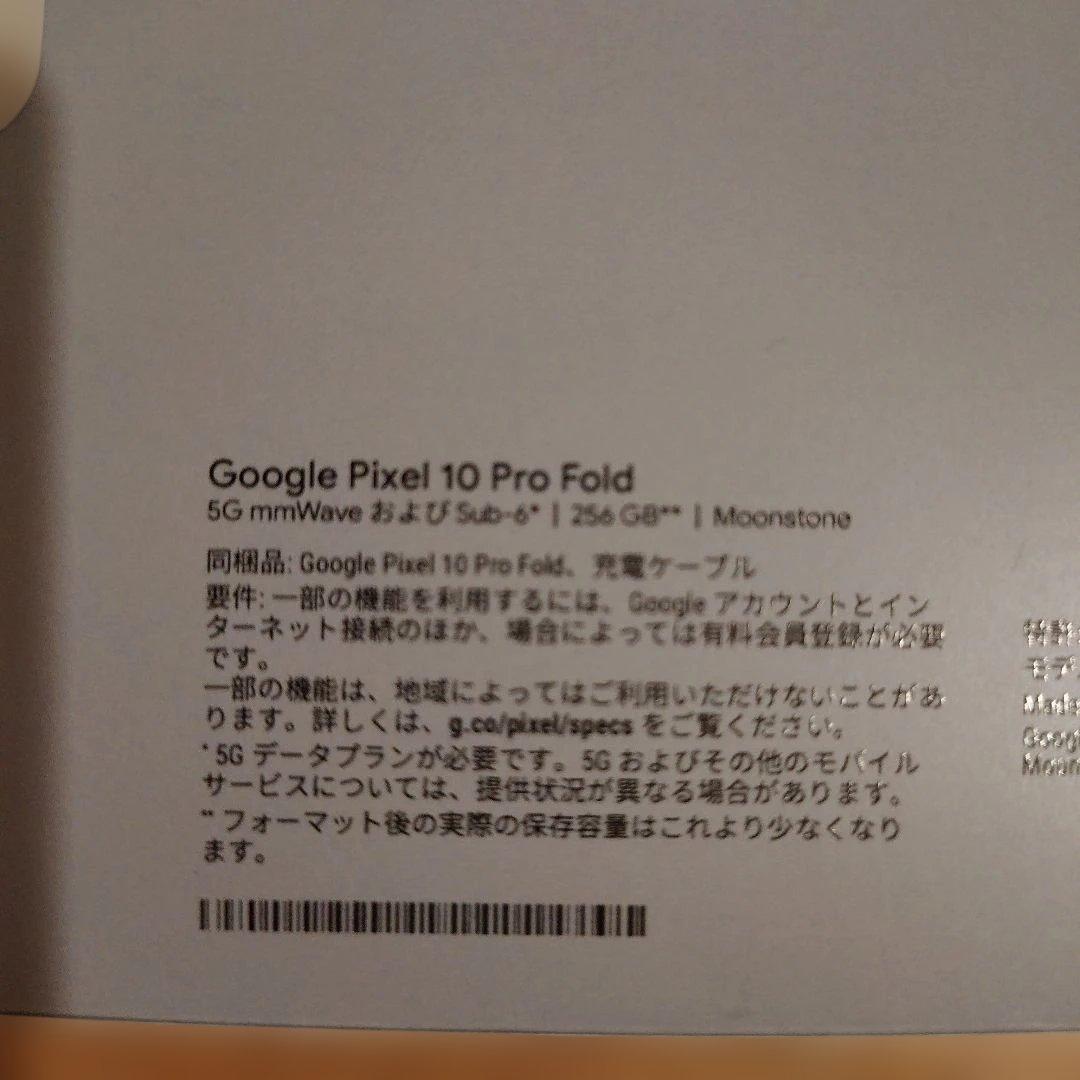 Google Pixel 10 Pro Fold
5G mmWave および Sub-6* | 256 GB** | Moonstone
同梱品: Google Pixel 10 Pro Fold、充電ケーブル
要件: 一部の機能を利用するには、Google アカウントとイン
ターネット接続のほか、場合によっては有料会員登録が必要
です。
一部の機能は、地域によってはご利用いただけないことがあ
ります。詳しくは、g.co/pixel/specs をご覧ください。
*5G データプランが必要です。5G およびその他のモバイル
サービスについては、提供状況が異なる場合があります。
**フォーマット後の実際の保存容量はこれより少なくなり
ます。
特許
モデ
Made
Goog
Moun